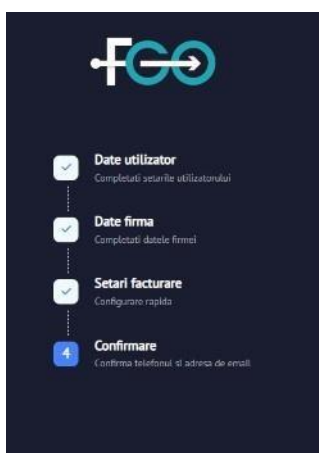 FGO
Date utilizator
Completati setarile utilizatorului
Date firma
Completati datele firmei
Setari facturare
Configurare rapida
4
Confirmare
Confirma telefonul si adresa de email